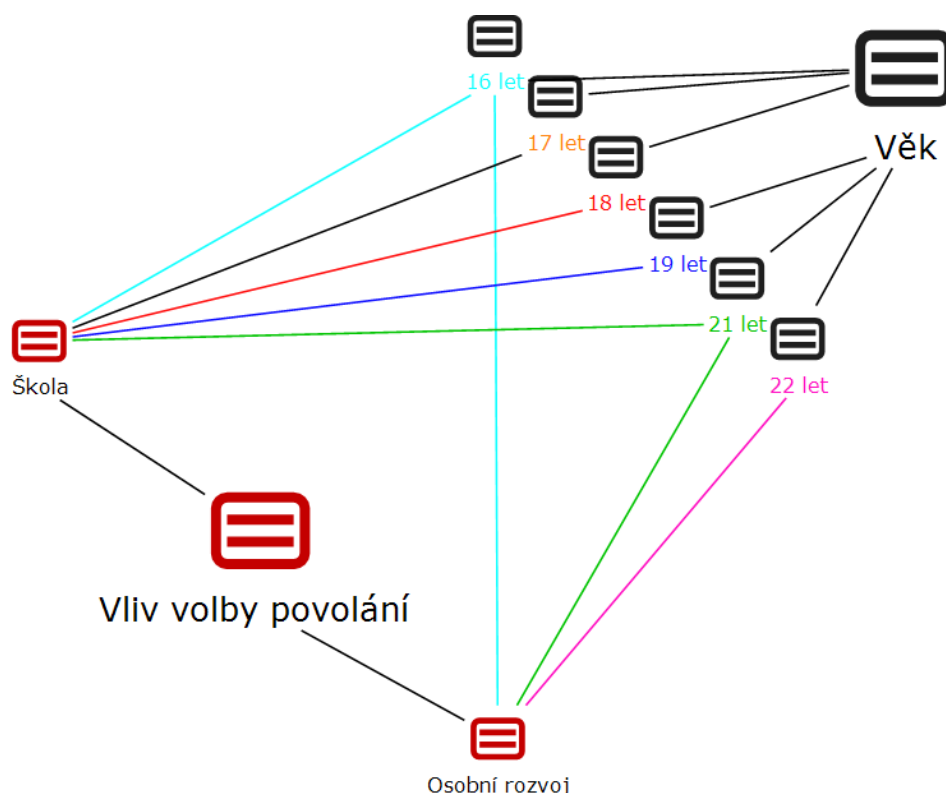 16 let
17 let
Věk
18 let
19 let
21 let
22 let
Škola
Vliv volby povolání
Osobní rozvoj